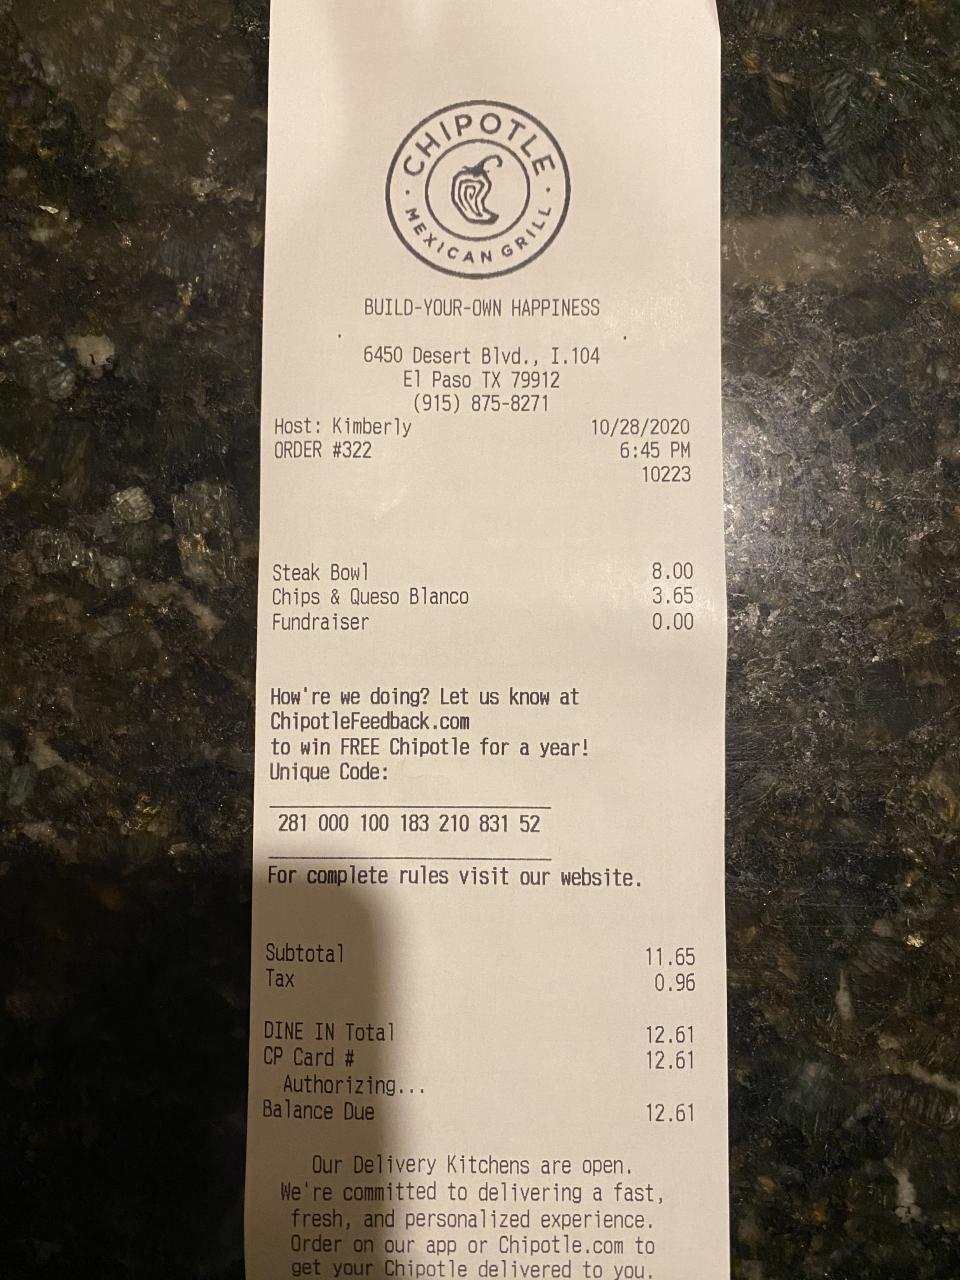 CHIPOTLE
MEXICAN GRILL
BUILD-YOUR-OWN HAPPINESS
6450 Desert Blvd., I.104
El Paso TX 79912
(915) 875-8271
Host: Kimberly 10/28/2020
ORDER #322 6:45 PM
10223
Steak Bowl 8.00
Chips & Queso Blanco 3.65
Fundraiser 0.00
How're we doing? Let us know at
ChipotleFeedback.com
to win FREE Chipotle for a year!
Unique Code:
281 000 100 183 210 831 52
For complete rules visit our website.
Subtotal 11.65
Tax 0.96
DINE IN Total 12.61
CP Card # 12.61
Authorizing...
Balance Due 12.61
Our Delivery Kitchens are open.
We're committed to delivering a fast,
fresh, and personalized experience.
Order on our app or Chipotle.com to
get your Chipotle delivered to you.